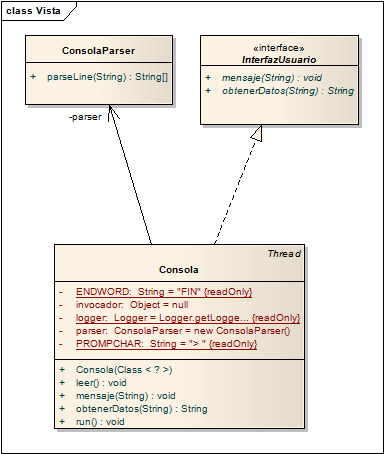 class Vista
ConsolaParser
+ parseLine(String) : String[]
«interface»
InterfazUsuario
+ mensaje(String) : void
+ obtenerDatos(String) : String
-parser
Thread
Consola
- ENDWORD: String = "FIN" {readOnly}
- invocador: Object = null
- logger: Logger = Logger.getLogge... {readOnly}
- parser: ConsolaParser = new ConsolaParser()
- PROMPCHAR: String = "> " {readOnly}
+ Consola(Class < ? >)
+ leer() : void
+ mensaje(String) : void
+ obtenerDatos(String) : String
+ run() : void